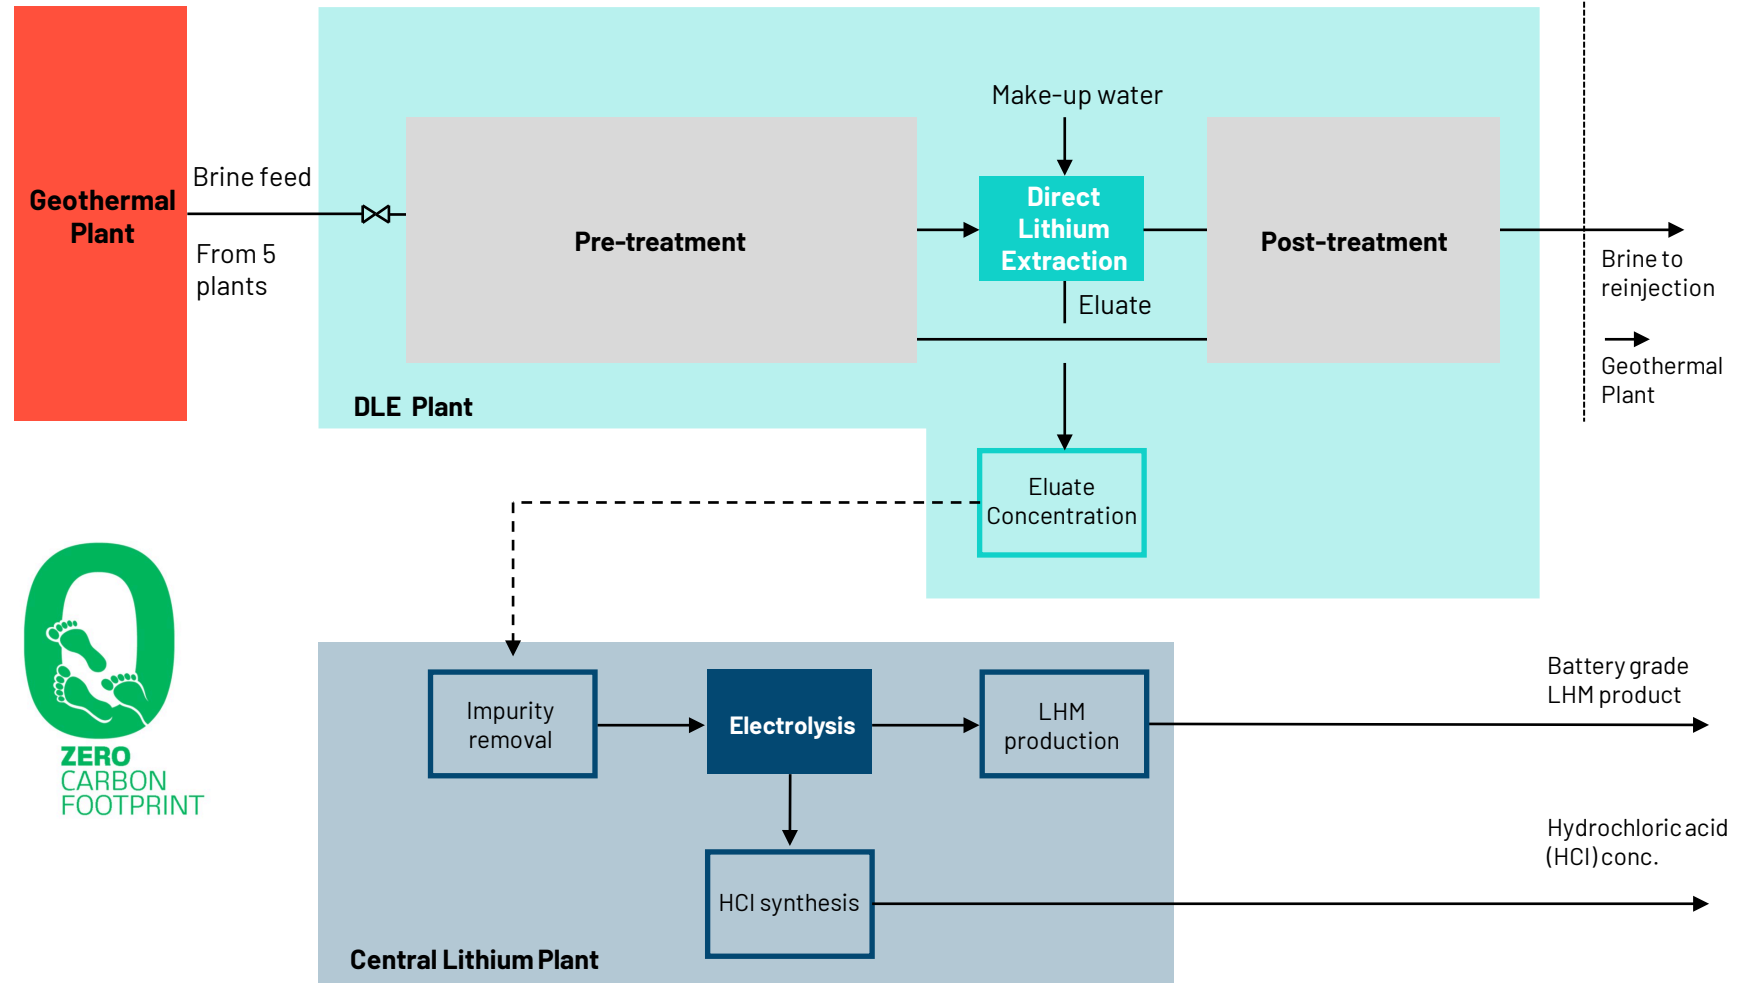 Make-up water
Brine feed
Geothermal
Plant
From 5
plants
Pre-treatment
Direct
Lithium
Extraction
Post-treatment
Eluate
Brine to
reinjection
Geothermal
Plant
DLE Plant
Eluate
Concentration
ZERO
CARBON
FOOTPRINT
Impurity
removal
Electrolysis
LHM
production
Battery grade
LHM product
HCl synthesis
Hydrochloric acid
(HCl) conc.
Central Lithium Plant